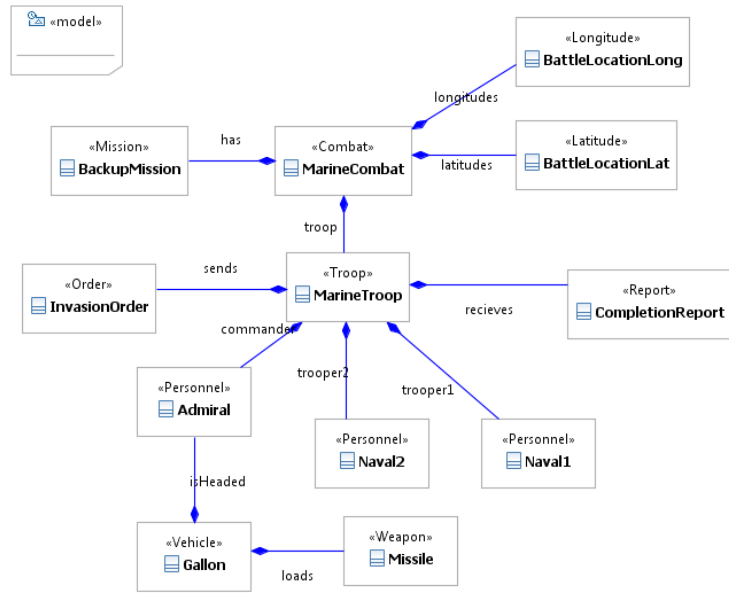 «model»
«Longitude»
BattleLocationLong
longitudes
«Mission»
BackupMission
has
«Combat»
MarineCombat
«Latitude»
BattleLocationLat
latitudes
troop
«Order»
InvasionOrder
sends
«Troop»
MarineTroop
«Report»
CompletionReport
recieves
commander
«Personnel»
Admiral
trooper2
trooper1
«Personnel»
Naval2
«Personnel»
Naval1
isHeaded
«Vehicle»
Gallon
loads
«Weapon»
Missile